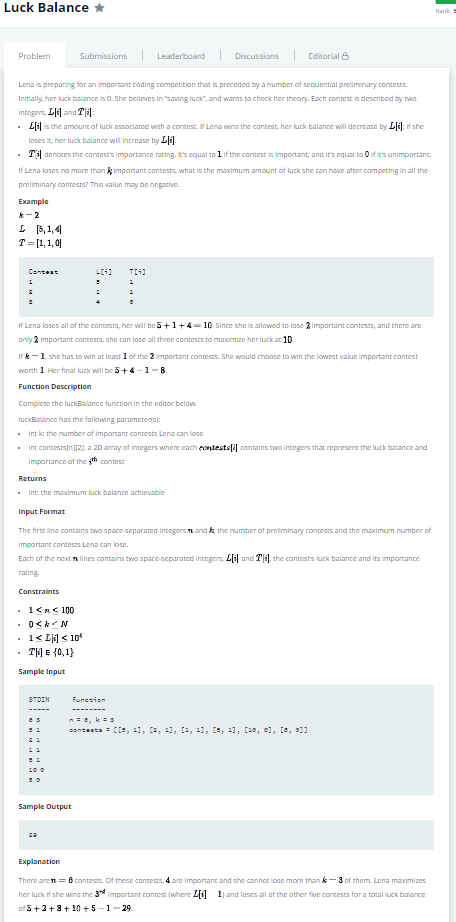 Luck Balance ★
Rank:
Problem Submissions Leaderboard Discussions Editorial
Lena is preparing for an important coding competition that is preceded by a number of sequential preliminary contests.
Initially, her luck balance is 0. She believes in "saving luck", and wants to check her theory. Each contest is described by two
integers, L[i] and T[i]:
• L[i] is the amount of luck associated with a contest. If Lena wins the contest, her luck balance will decrease by L[i]; if she
loses it, her luck balance will increase by L[i].
• T[i] denotes the contest's importance rating. It's equal to 1 if the contest is important, and it's equal to 0 if it's unimportant.
If Lena loses no more than k important contests, what is the maximum amount of luck she can have after competing in all the
preliminary contests? This value may be negative.
Example
k = 2
L = [5, 1, 4]
T = [1, 1, 0]
Contest L[i] T[i]
1 5 1
2 1 1
3 4 0
If Lena loses all of the contests, her will be 5 + 1 + 4 = 10. Since she is allowed to lose 2 important contests, and there are
only 2 important contests, she can lose all three contests to maximize her luck at 10.
If k = 1, she has to win at least 1 of the 2 important contests. She would choose to win the lowest value important contest
worth 1. Her final luck will be 5 + 4 − 1 = 8.
Function Description
Complete the luckBalance function in the editor below.
luckBalance has the following parameter(s):
• int k: the number of important contests Lena can lose
• int contests[n][2]: a 2D array of integers where each contests[i] contains two integers that represent the luck balance and
importance of the iᵗʰ contest
Returns
• int: the maximum luck balance achievable
Input Format
The first line contains two space-separated integers n and k, the number of preliminary contests and the maximum number of
important contests Lena can lose.
Each of the next n lines contains two space-separated integers, L[i] and T[i], the contest's luck balance and its importance
rating.
Constraints
• 1 ≤ n ≤ 100
• 0 ≤ k ≤ N
• 1 ≤ L[i] ≤ 10⁴
• T[i] ∈ {0, 1}
Sample Input
STDIN Function
----- --------
6 3 n = 6, k = 3
5 1 contests = [[5, 1], [2, 1], [1, 1], [8, 1], [10, 0], [5, 0]]
2 1
1 1
8 1
10 0
5 0
Sample Output
29
Explanation
There are n = 6 contests. Of these contests, 4 are important and she cannot lose more than k = 3 of them. Lena maximizes
her luck if she wins the 3ʳᵈ important contest (where L[i] = 1) and loses all of the other five contests for a total luck balance
of 5 + 2 + 8 + 10 + 5 − 1 = 29.